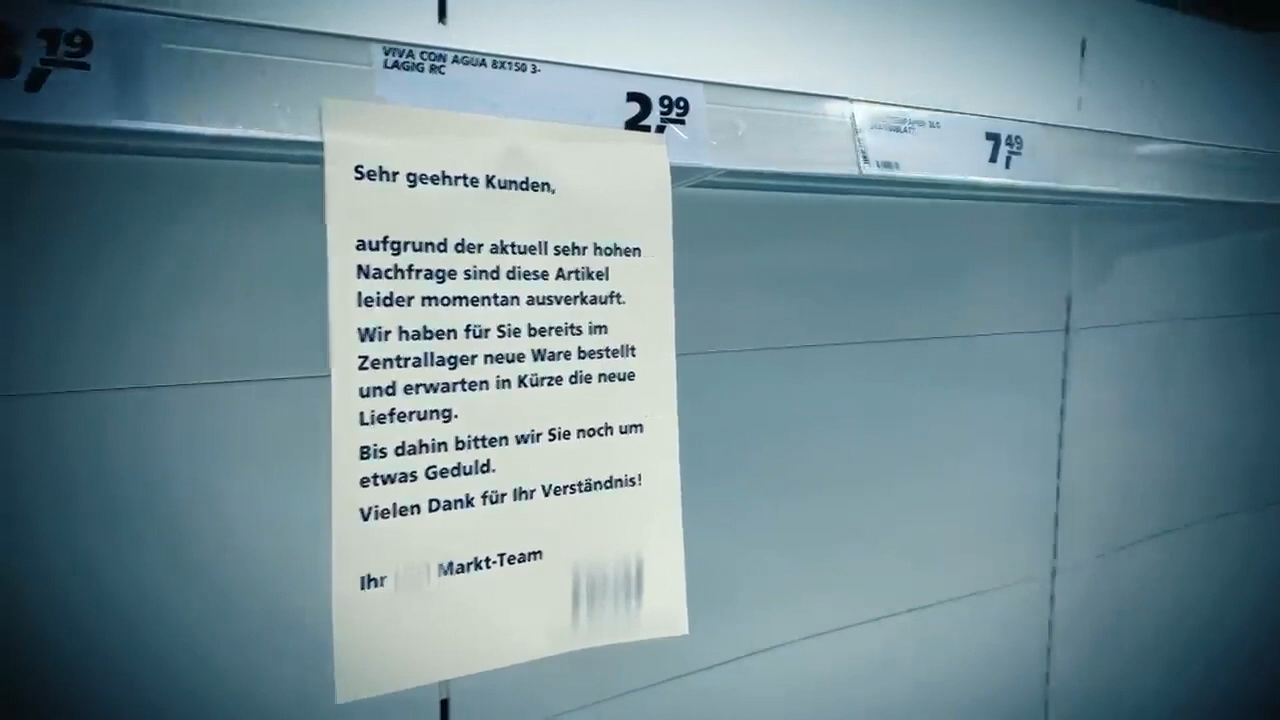 19
VIVA CON AGUA 8X150 3-
LAGIG RC
2,99
7,49
Sehr geehrte Kunden,
aufgrund der aktuell sehr hohen
Nachfrage sind diese Artikel
leider momentan ausverkauft.
Wir haben für Sie bereits im
Zentrallager neue Ware bestellt
und erwarten in Kürze die neue
Lieferung.
Bis dahin bitten wir Sie noch um
etwas Geduld.
Vielen Dank für Ihr Verständnis!
Ihr Markt-Team